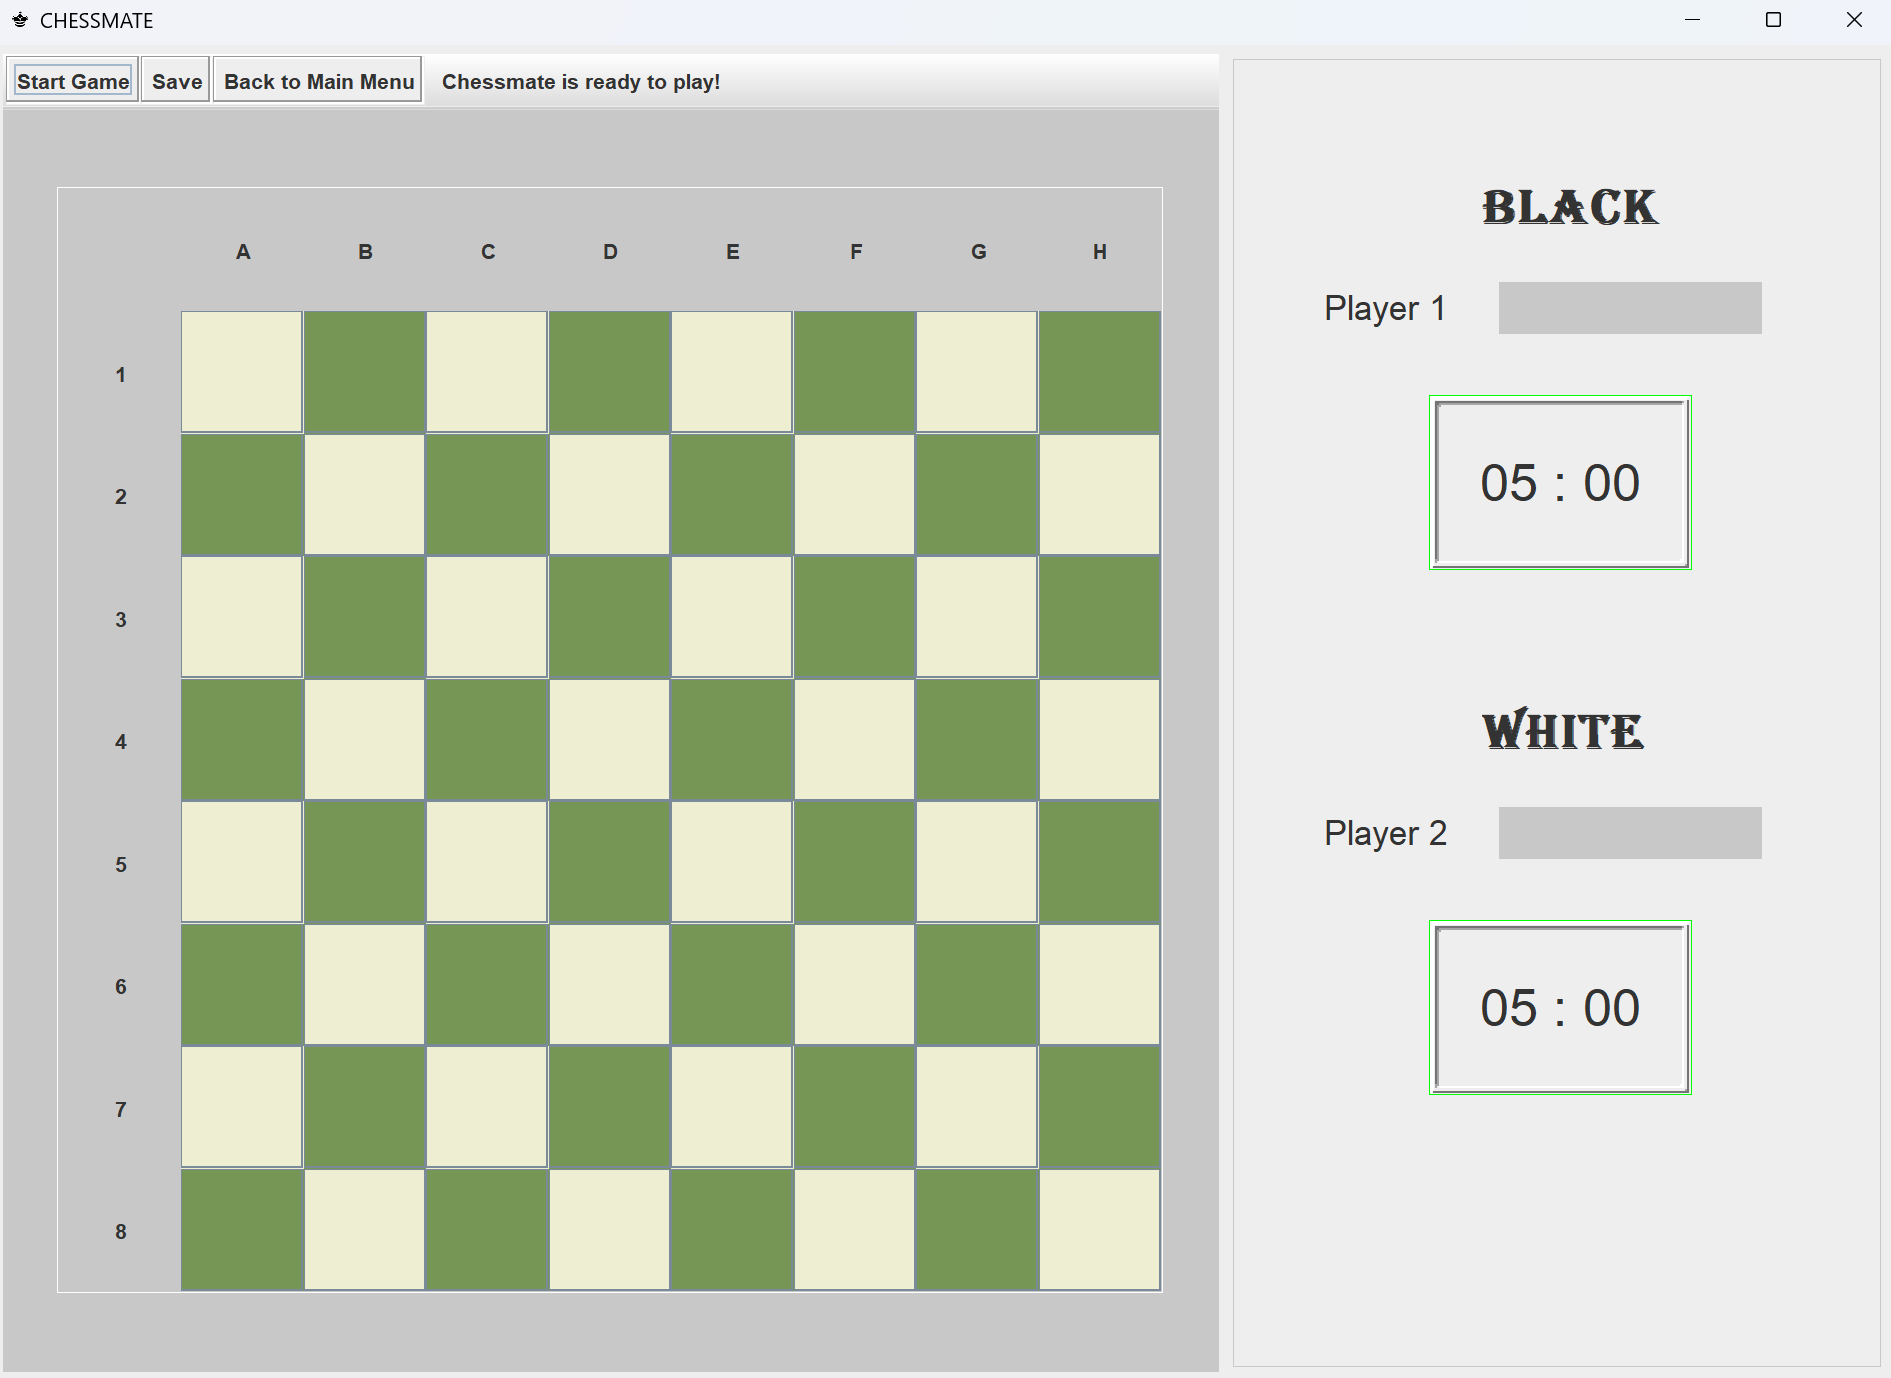 CHESSMATE
Start Game Save Back to Main Menu Chessmate is ready to play!
A B C D E F G H
1
2
3
4
5
6
7
8
BLACK
Player 1
05 : 00
WHITE
Player 2
05 : 00